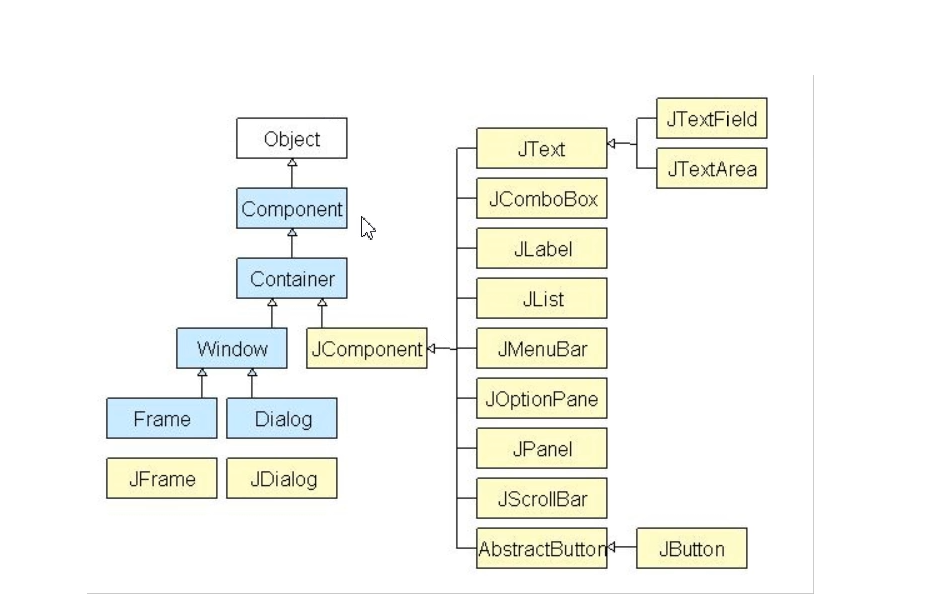 Object
Component
Container
Window
JComponent
Frame
Dialog
JFrame
JDialog
JText
JComboBox
JLabel
JList
JMenuBar
JOptionPane
JPanel
JScrollBar
AbstractButton
JTextField
JTextArea
JButton